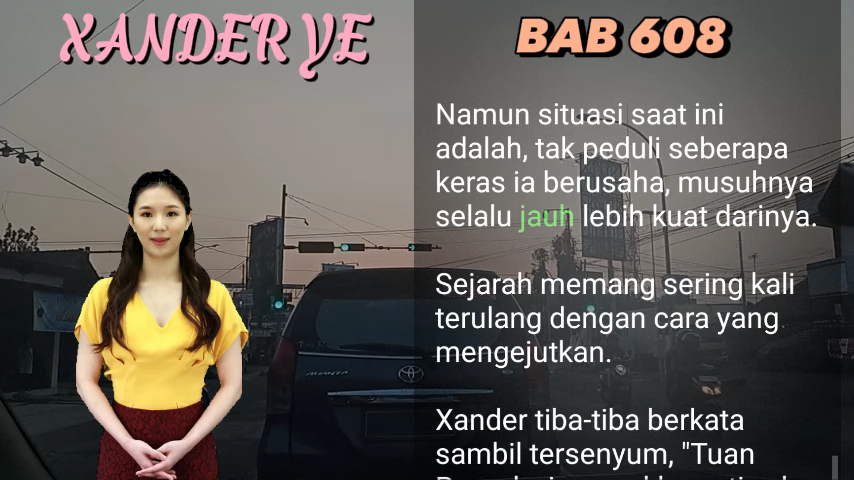 XANDER YE
BAB 608
Namun situasi saat ini
adalah, tak peduli seberapa
keras ia berusaha, musuhnya
selalu jauh lebih kuat darinya.
Sejarah memang sering kali
terulang dengan cara yang
mengejutkan.
Xander tiba-tiba berkata
sambil tersenyum, "Tuan
AVANZA